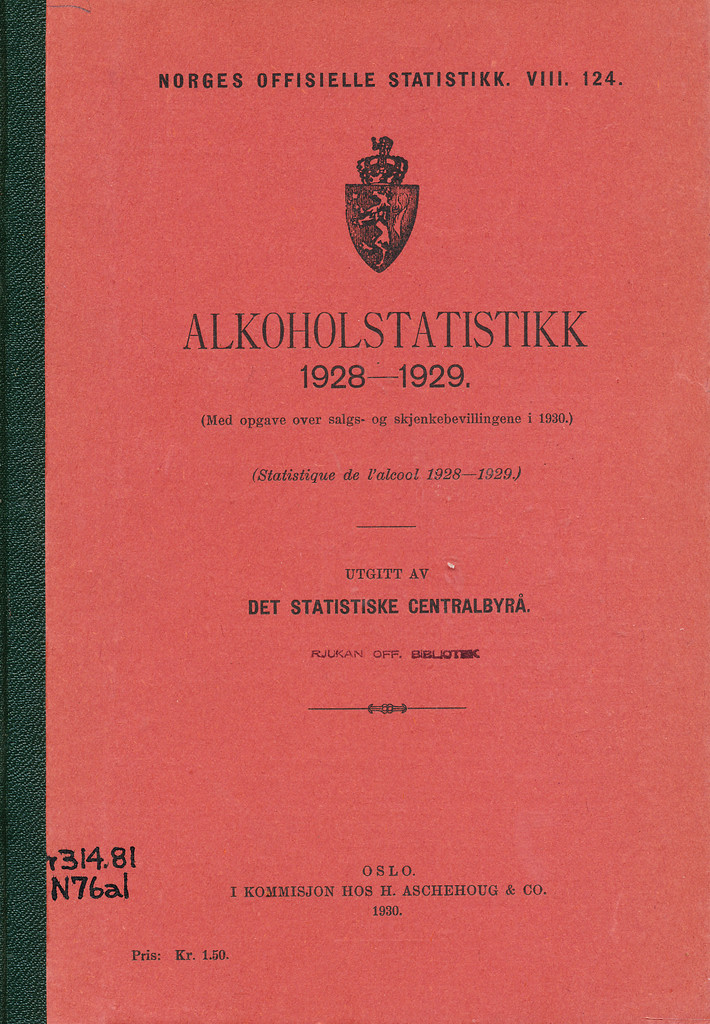 NORGES OFFISIELLE STATISTIKK. VIII. 124.
ALKOHOLSTATISTIKK
1928—1929.
(Med opgave over salgs- og skjenkebevillingene i 1930.)
(Statistique de l'alcool 1928—1929.)
UTGITT AV
DET STATISTISKE CENTRALBYRÅ.
RJUKAN OFF. BIBLIOTEK
r314.81
N76al
OSLO.
I KOMMISJON HOS H. ASCHEHOUG & CO.
1930.
Pris: Kr. 1.50.